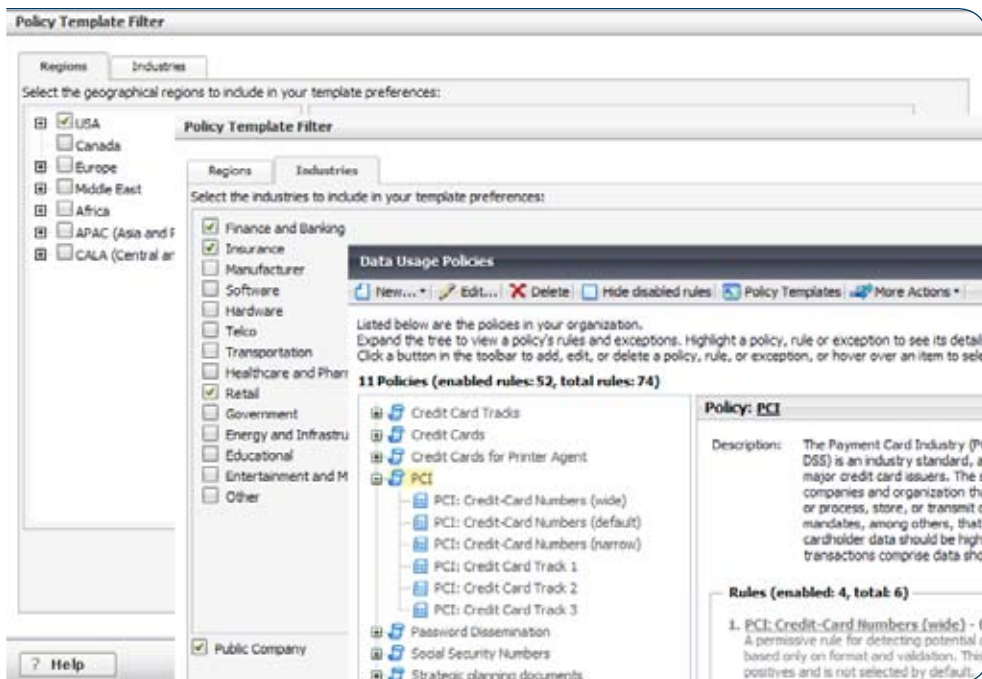 Policy Template Filter
Regions
Industries
Select the geographical regions to include in your template preferences:
USA
Canada
Europe
Middle East
Africa
APAC (Asia and
CALA (Central
Policy Template Filter
Regions
Industries
Select the industries to include in your template preferences:
Finance and Banking
Insurance
Manufacturer
Software
Hardware
Telco
Transportation
Healthcare and
Retail
Government
Energy and
Educational
Entertainment and
Other
Public Company
? Help
Data Usage Policies
New... Edit... Delete Hide disabled rules Policy Templates More Actions
Listed below are the policies in your organization.
Expand the tree to view a policy's rules and exceptions. Highlight a policy, rule or exception to see its
Click a button in the toolbar to add, edit, or delete a policy, rule, or exception, or hover over an item to
11 Policies (enabled rules: 52, total rules: 74)
Credit Card Tracks
Credit Cards
Credit Cards for Printer Agent
PCI
PCI: Credit-Card Numbers (wide)
PCI: Credit-Card Numbers (default)
PCI: Credit-Card Numbers (narrow)
PCI: Credit Card Track 1
PCI: Credit Card Track 2
PCI: Credit Card Track 3
Password Dissemination
Social Security Numbers
Strategic planning documents
Policy: PCI
Description:
The Payment Card Industry
DSS) is an industry standard,
major credit card issuers. The
companies and organization
or process, store, or transmit
mandates, among others, that
cardholder data should be
transactions comprise data
Rules (enabled: 4, total: 6)
1. PCI: Credit-Card Numbers (wide) -
A permissive rule for detecting potential
based only on format and validation. This
positives and is not selected by default.